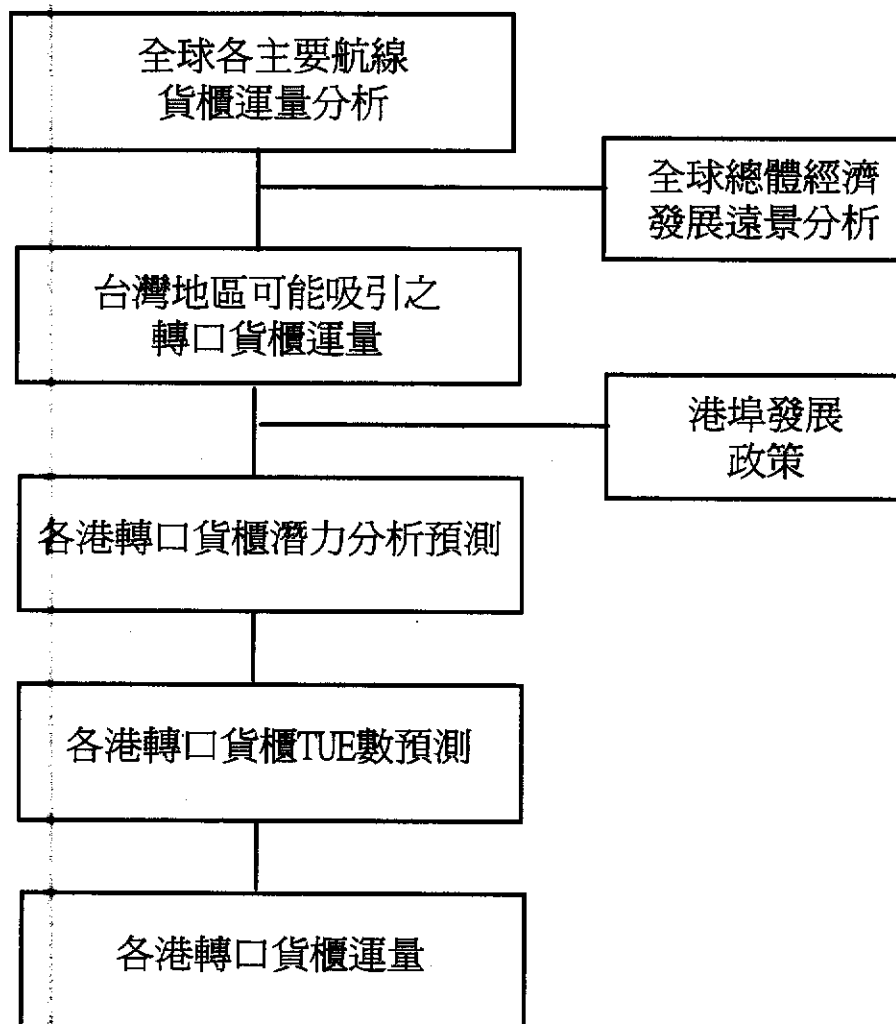 全球各主要航線
貨櫃運量分析
全球總體經濟
發展遠景分析
台灣地區可能吸引之
轉口貨櫃運量
港埠發展
政策
各港轉口貨櫃潛力分析預測
各港轉口貨櫃TUE數預測
各港轉口貨櫃運量